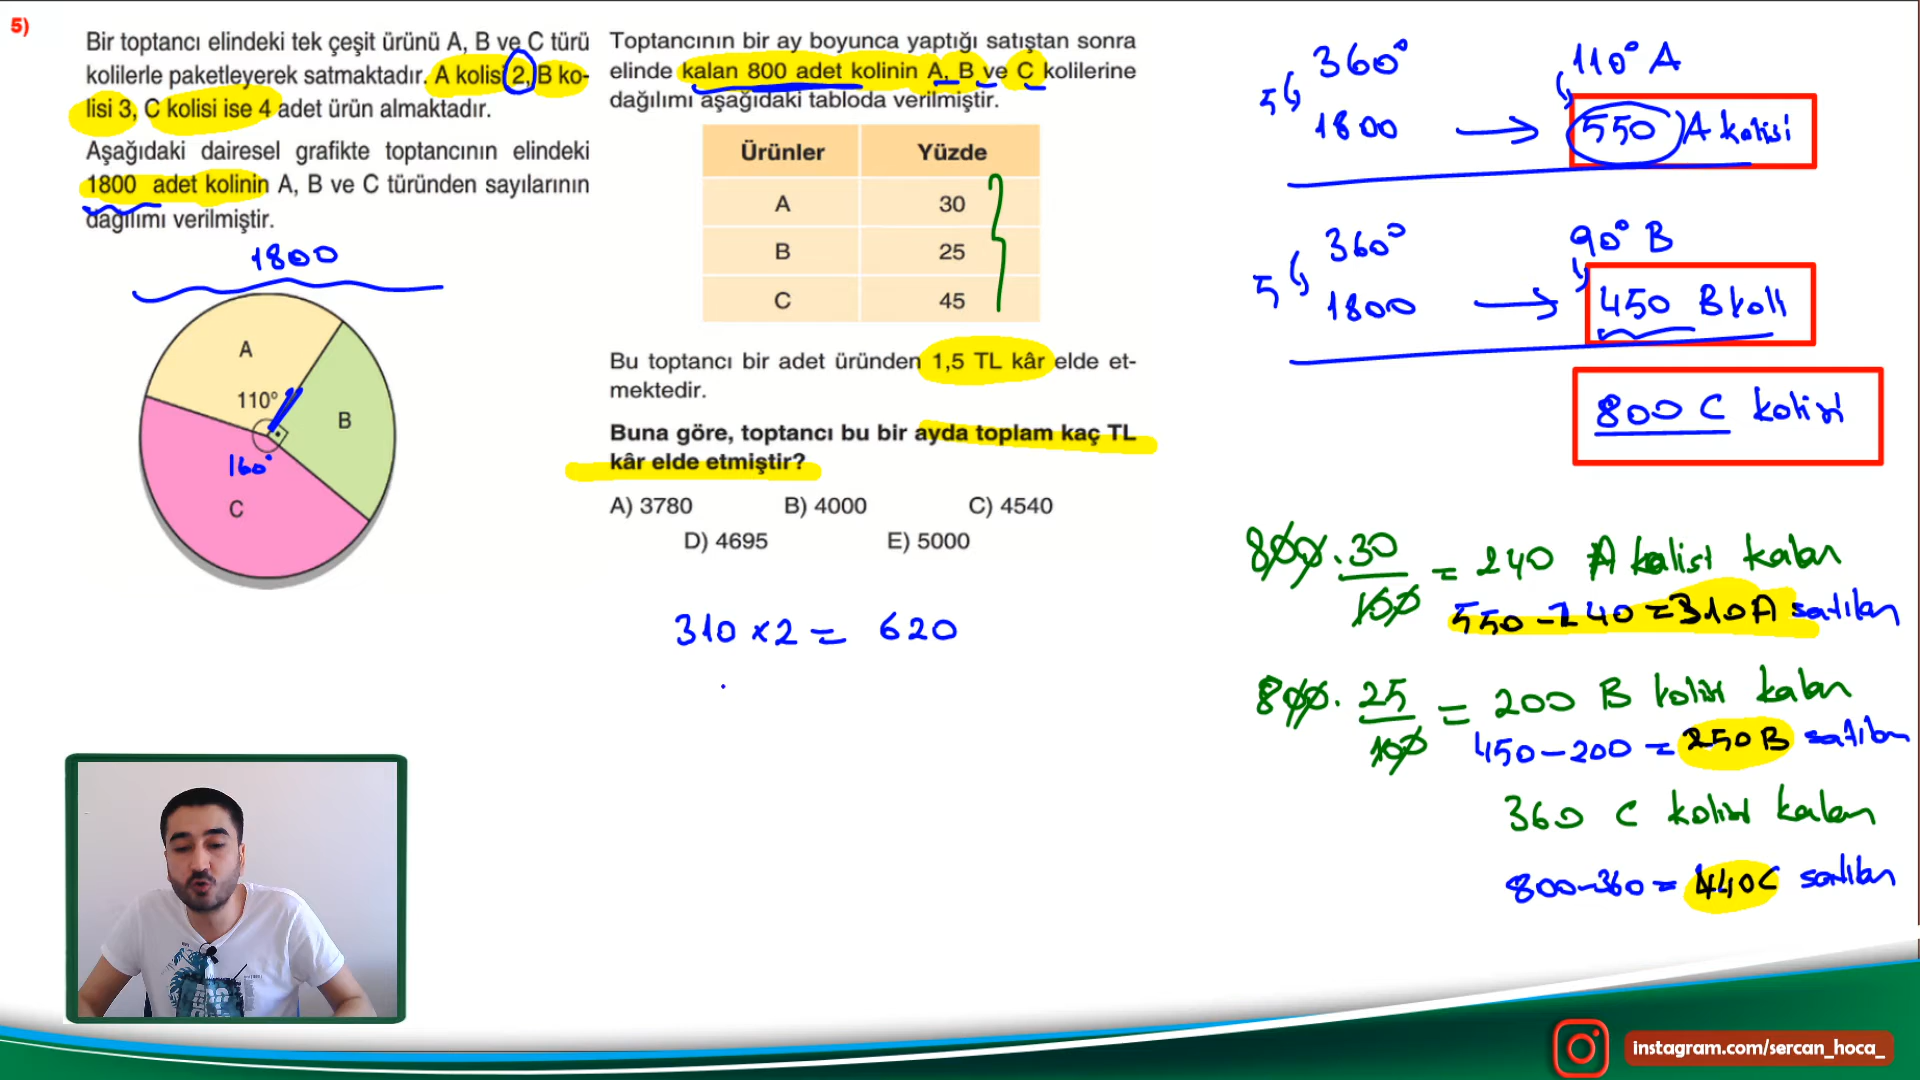 5)
Bir toptancı elindeki tek çeşit ürünü A, B ve C türü
kolilerle paketleyerek satmaktadır. A kolisi 2, B ko-
lisi 3, C kolisi ise 4 adet ürün almaktadır.
Aşağıdaki dairesel grafikte toptancının elindeki
1800 adet kolinin A, B ve C türünden sayılarının
dağılımı verilmiştir.
1800
A
110°
B
160°
C
Toptancının bir ay boyunca yaptığı satıştan sonra
elinde kalan 800 adet kolinin A, B ve C kolilerine
dağılımı aşağıdaki tabloda verilmiştir.
Ürünler Yüzde
A 30
B 25
C 45
Bu toptancı bir adet üründen 1,5 TL kâr elde et-
mektedir.
Buna göre, toptancı bu bir ayda toplam kaç TL
kâr elde etmiştir?
A) 3780 B) 4000 C) 4540
D) 4695 E) 5000
310 x 2 = 620
360° 110° A
5
1800 → 550 A kolisi
360° 90° B
5
1800 → 450 B koli
800 C kolisi
800 . 30/100 = 240 A kolisi kalan
550 - 240 = 310 A satılan
800 . 25/100 = 200 B kolisi kalan
450 - 200 = 250 B satılan
360 C kolisi kalan
800 - 360 = 440 C satılan
instagram.com/sercan_hoca_